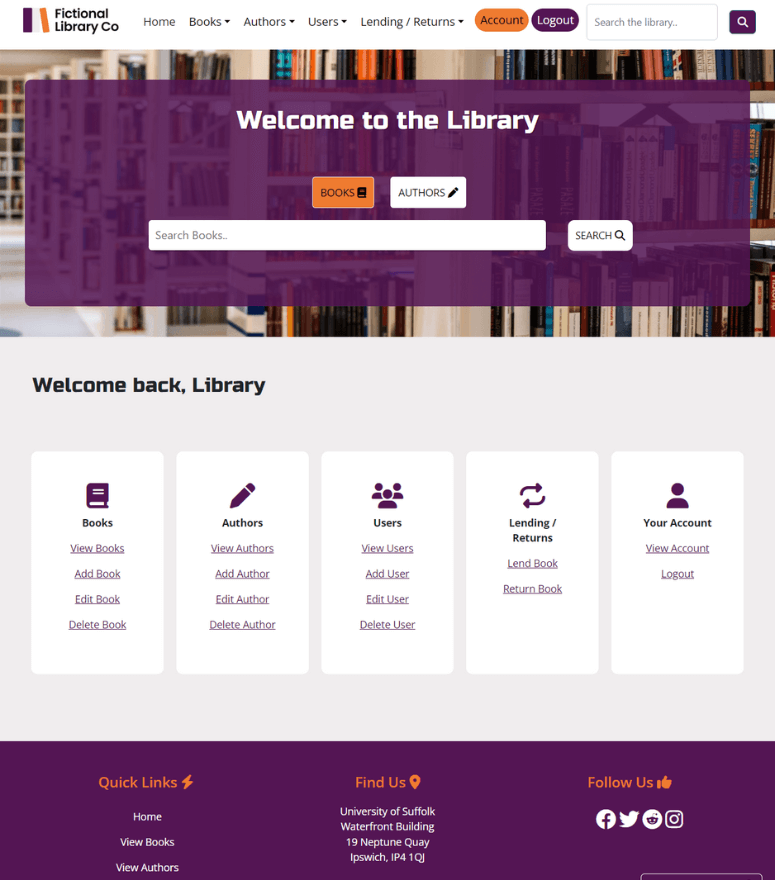 Fictional
Library Co
Home Books Authors Users Lending / Returns Account Logout Search the library..
Welcome to the Library
BOOKS AUTHORS
Search Books.. SEARCH
Welcome back, Library
Books
View Books
Add Book
Edit Book
Delete Book
Authors
View Authors
Add Author
Edit Author
Delete Author
Users
View Users
Add User
Edit User
Delete User
Lending /
Returns
Lend Book
Return Book
Your Account
View Account
Logout
Quick Links
Home
View Books
View Authors
Find Us
University of Suffolk
Waterfront Building
19 Neptune Quay
Ipswich, IP4 1QJ
Follow Us